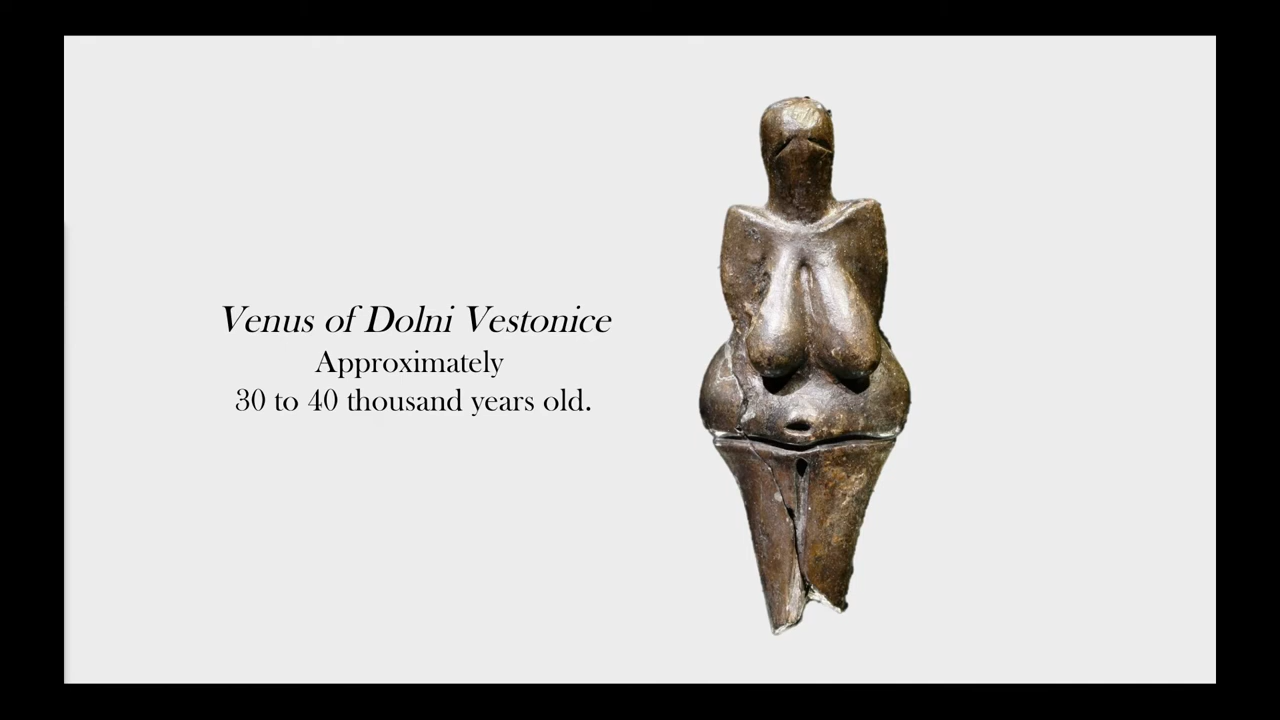 Venus of Dolni Vestonice
Approximately
30 to 40 thousand years old.